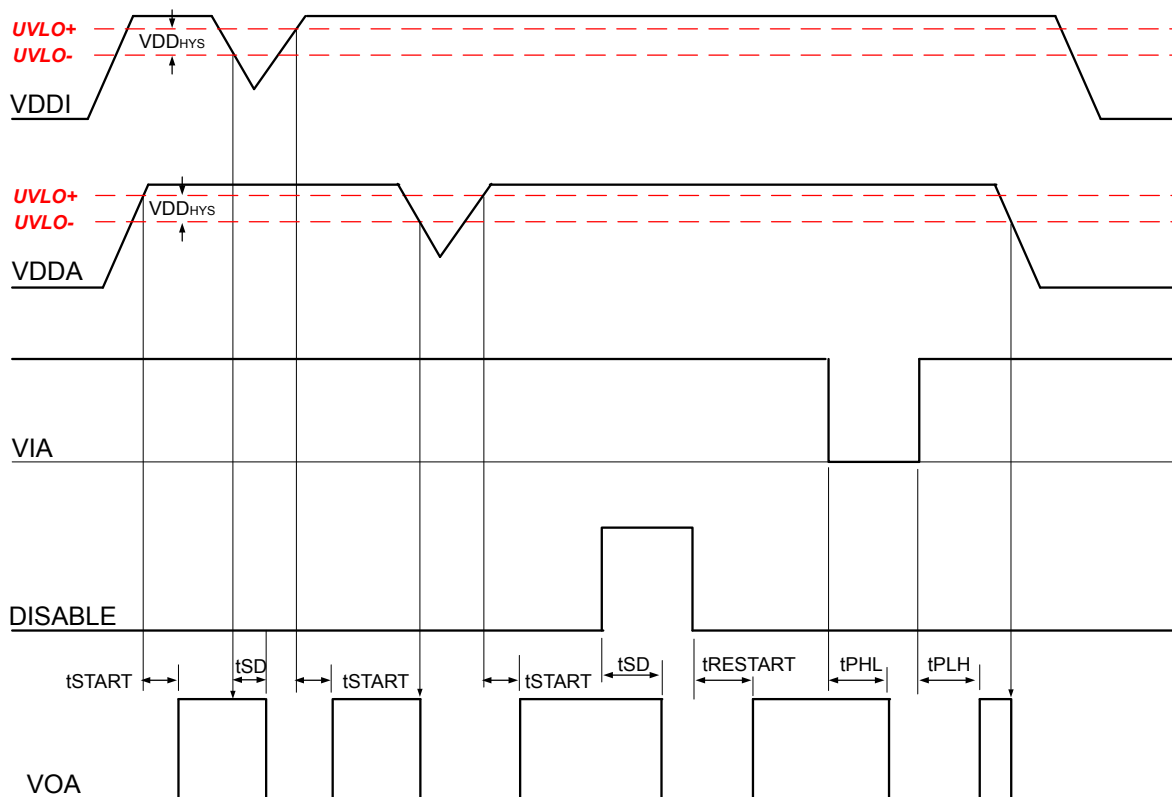 UVLO+
VDDHYS
UVLO-
VDDI
UVLO+
VDDHYS
UVLO-
VDDA
VIA
DISABLE
tSTART
tSD
tSTART
tSTART
tSD
tRESTART
tPHL
tPLH
VOA